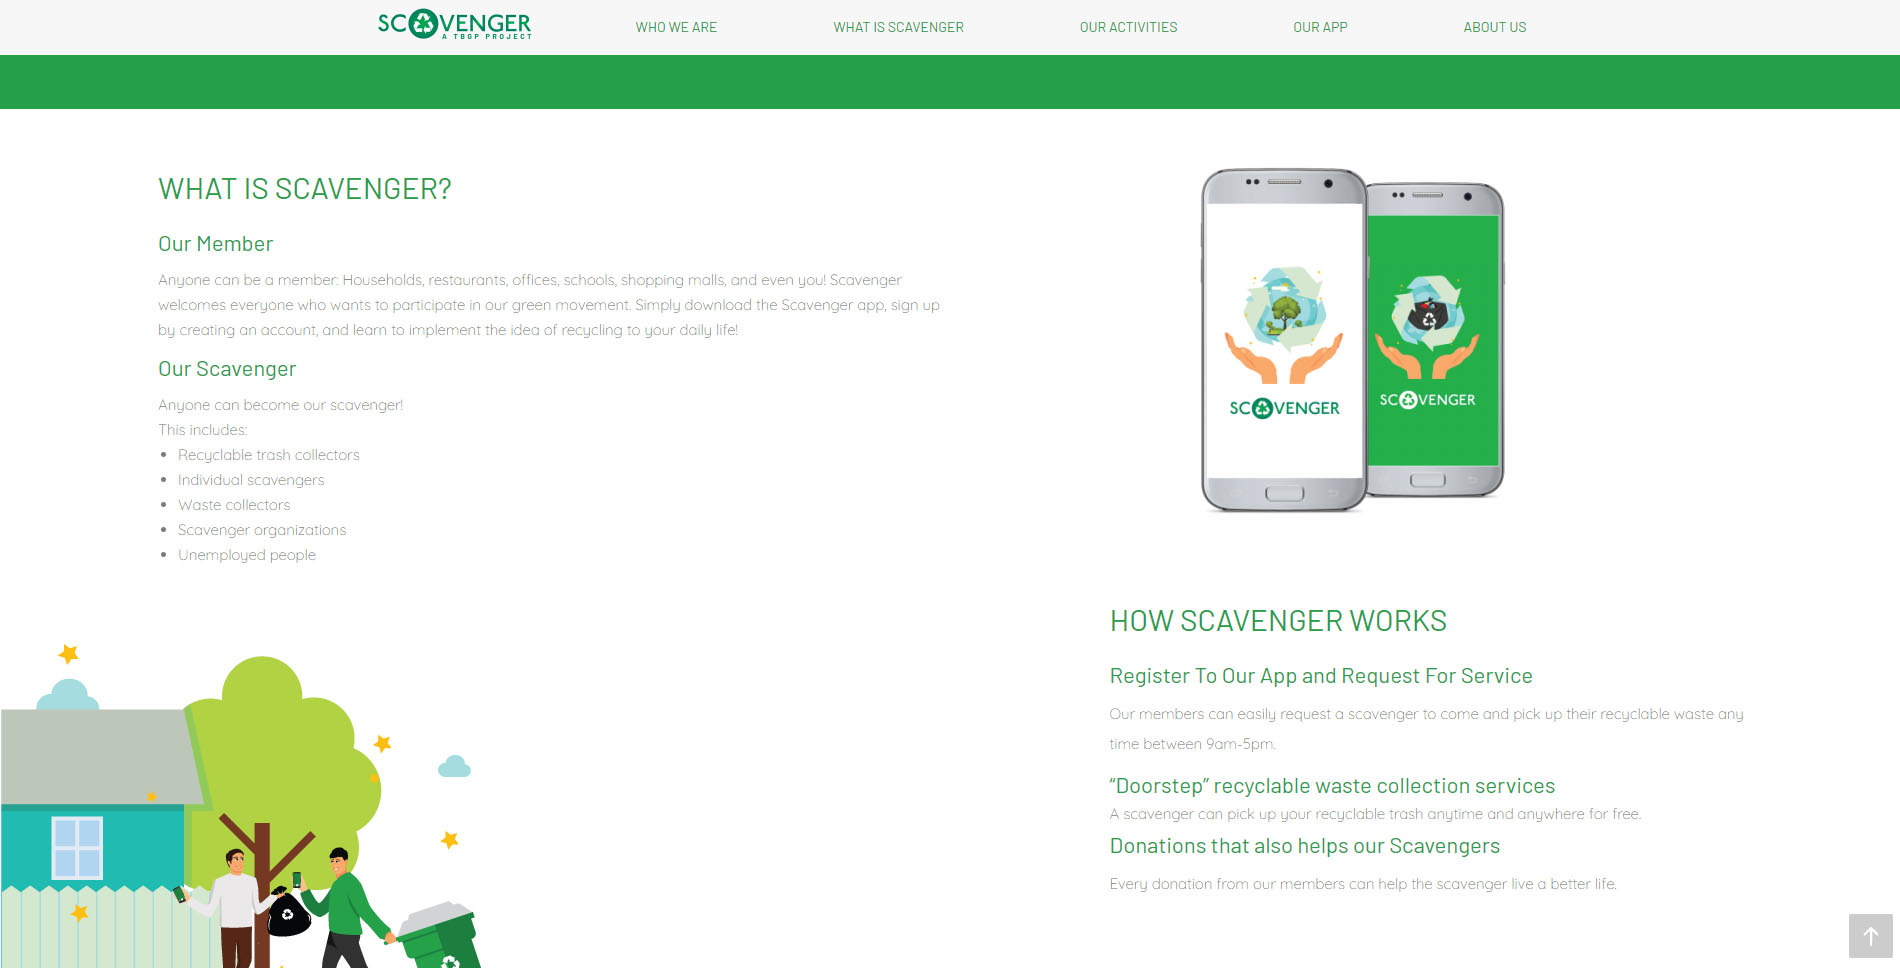 SCAVENGER
A TBGP PROJECT
WHO WE ARE
WHAT IS SCAVENGER
OUR ACTIVITIES
OUR APP
ABOUT US
WHAT IS SCAVENGER?
Our Member
Anyone can be a member: Households, restaurants, offices, schools, shopping malls, and even you! Scavenger
welcomes everyone who wants to participate in our green movement. Simply download the Scavenger app, sign up
by creating an account, and learn to implement the idea of recycling to your daily life!
Our Scavenger
Anyone can become our scavenger!
This includes:
• Recyclable trash collectors
• Individual scavengers
• Waste collectors
• Scavenger organizations
• Unemployed people
SCAVENGER
SCAVENGER
HOW SCAVENGER WORKS
Register To Our App and Request For Service
Our members can easily request a scavenger to come and pick up their recyclable waste any
time between 9am-5pm.
“Doorstep” recyclable waste collection services
A scavenger can pick up your recyclable trash anytime and anywhere for free.
Donations that also helps our Scavengers
Every donation from our members can help the scavenger live a better life.